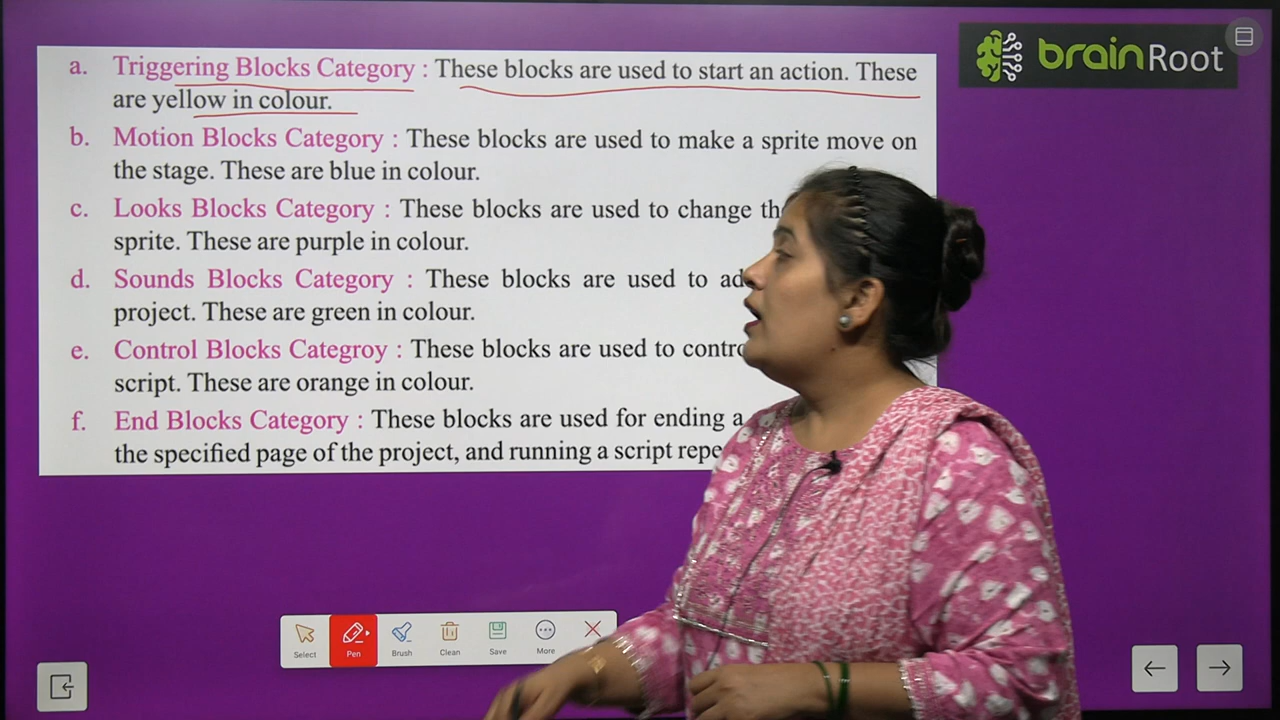 a. Triggering Blocks Category : These blocks are used to start an action. These
are yellow in colour.
b. Motion Blocks Category : These blocks are used to make a sprite move on
the stage. These are blue in colour.
c. Looks Blocks Category : These blocks are used to change
sprite. These are purple in colour.
d. Sounds Blocks Category : These blocks are used to
project. These are green in colour.
e. Control Blocks Categroy : These blocks are used to
script. These are orange in colour.
f. End Blocks Category : These blocks are used for ending a
the specified page of the project, and running a script
brainRoot
Select Pen Brush Clean Save More